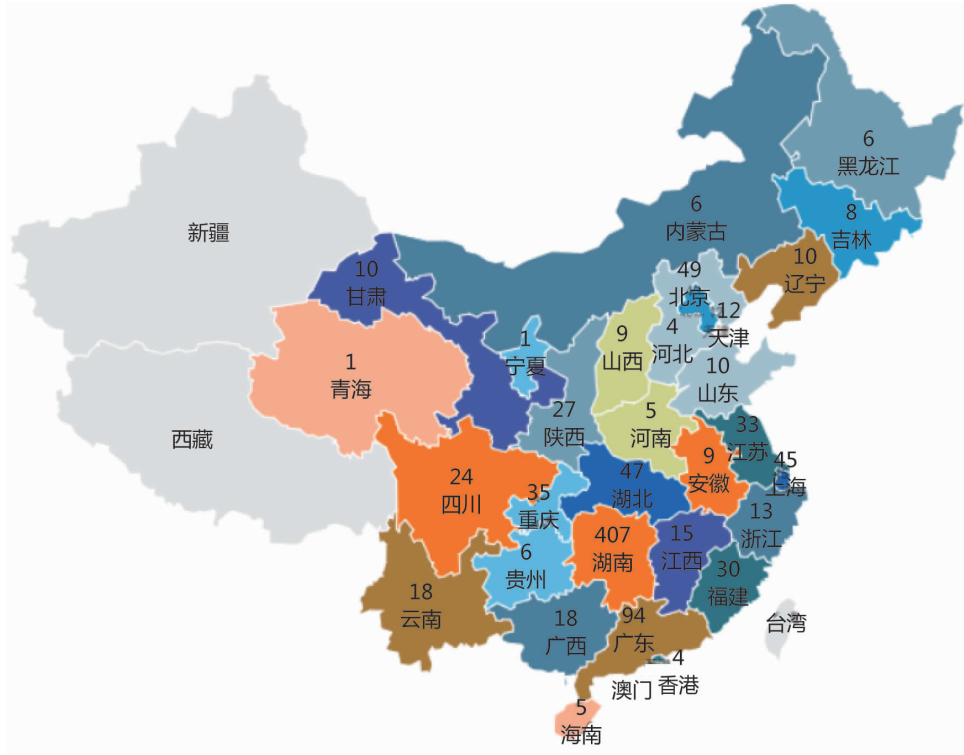 6
黑龙江
6
内蒙古
8
吉林
新疆
10
辽宁
10
甘肃
49
北京
12
天津
4
河北
9
山西
1
宁夏
1
青海
10
山东
27
陕西
5
河南
33
江苏
西藏
24
四川
47
湖北
9
安徽
45
上海
35
重庆
13
浙江
407
湖南
15
江西
6
贵州
30
福建
18
云南
18
广西
94
广东
台湾
4
香港
澳门
5
海南